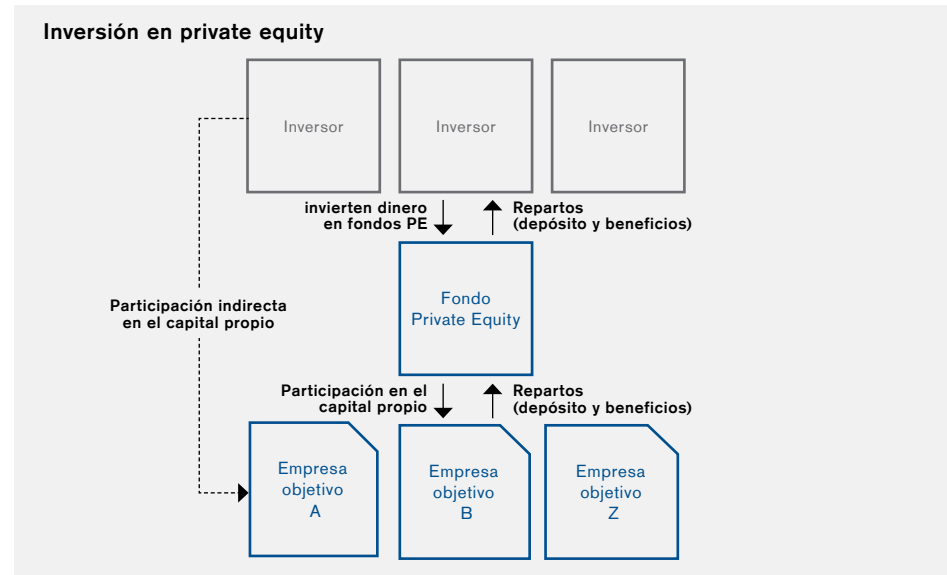 Inversión en private equity
Inversor
Inversor
Inversor
invierten dinero
en fondos PE
Repartos
(depósito y beneficios)
Fondo
Private Equity
Participación indirecta
en el capital propio
Participación en el
capital propio
Repartos
(depósito y beneficios)
Empresa
objetivo
A
Empresa
objetivo
B
Empresa
objetivo
Z